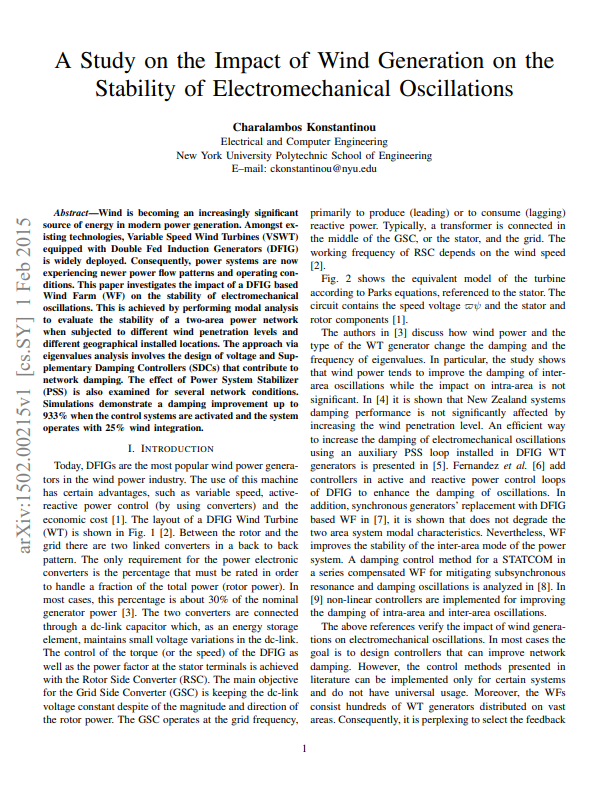 A Study on the Impact of Wind Generation on the
Stability of Electromechanical Oscillations
Charalambos Konstantinou
Electrical and Computer Engineering
New York University Polytechnic School of Engineering
E–mail: ckonstantinou@nyu.edu
arXiv:1502.00215v1 [cs.SY] 1 Feb 2015
Abstract—Wind is becoming an increasingly significant
source of energy in modern power generation. Amongst ex-
isting technologies, Variable Speed Wind Turbines (VSWT)
equipped with Double Fed Induction Generators (DFIG)
is widely deployed. Consequently, power systems are now
experiencing newer power flow patterns and operating con-
ditions. This paper investigates the impact of a DFIG based
Wind Farm (WF) on the stability of electromechanical
oscillations. This is achieved by performing modal analysis
to evaluate the stability of a two-area power network
when subjected to different wind penetration levels and
different geographical installed locations. The approach via
eigenvalues analysis involves the design of voltage and Sup-
plementary Damping Controllers (SDCs) that contribute to
network damping. The effect of Power System Stabilizer
(PSS) is also examined for several network conditions.
Simulations demonstrate a damping improvement up to
933% when the control systems are activated and the system
operates with 25% wind integration.
I. Introduction
Today, DFIGs are the most popular wind power genera-
tors in the wind power industry. The use of this machine
has certain advantages, such as variable speed, active-
reactive power control (by using converters) and the
economic cost [1]. The layout of a DFIG Wind Turbine
(WT) is shown in Fig. 1 [2]. Between the rotor and the
grid there are two linked converters in a back to back
pattern. The only requirement for the power electronic
converters is the percentage that must be rated in order
to handle a fraction of the total power (rotor power). In
most cases, this percentage is about 30% of the nominal
generator power [3]. The two converters are connected
through a dc-link capacitor which, as an energy storage
element, maintains small voltage variations in the dc-link.
The control of the torque (or the speed) of the DFIG as
well as the power factor at the stator terminals is achieved
with the Rotor Side Converter (RSC). The main objective
for the Grid Side Converter (GSC) is keeping the dc-link
voltage constant despite of the magnitude and direction of
the rotor power. The GSC operates at the grid frequency,
primarily to produce (leading) or to consume (lagging)
reactive power. Typically, a transformer is connected in
the middle of the GSC, or the stator, and the grid. The
working frequency of RSC depends on the wind speed
[2].
Fig. 2 shows the equivalent model of the turbine
according to Parks equations, referenced to the stator. The
circuit contains the speed voltage ϖψ and the stator and
rotor components [1].
The authors in [3] discuss how wind power and the
type of the WT generator change the damping and the
frequency of eigenvalues. In particular, the study shows
that wind power tends to improve the damping of inter-
area oscillations while the impact on intra-area is not
significant. In [4] it is shown that New Zealand systems
damping performance is not significantly affected by
increasing the wind penetration level. An efficient way
to increase the damping of electromechanical oscillations
using an auxiliary PSS loop installed in DFIG WT
generators is presented in [5]. Fernandez et al. [6] add
controllers in active and reactive power control loops
of DFIG to enhance the damping of oscillations. In
addition, synchronous generators' replacement with DFIG
based WF in [7], it is shown that does not degrade the
two area system modal characteristics. Nevertheless, WF
improves the stability of the inter-area mode of the power
system. A damping control method for a STATCOM in
a series compensated WF for mitigating subsynchronous
resonance and damping oscillations is analyzed in [8]. In
[9] non-linear controllers are implemented for improving
the damping of intra-area and inter-area oscillations.
The above references verify the impact of wind genera-
tions on electromechanical oscillations. In most cases the
goal is to design controllers that can improve network
damping. However, the control methods presented in
literature can be implemented only for certain systems
and do not have universal usage. Moreover, the WFs
consist hundreds of WT generators distributed on vast
areas. Consequently, it is perplexing to select the feedback
1